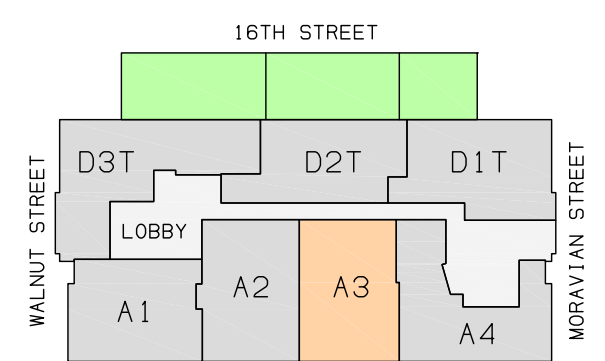 16TH STREET
D3T
D2T
D1T
WALNUT STREET
MORAVIAN STREET
LOBBY
A1
A2
A3
A4